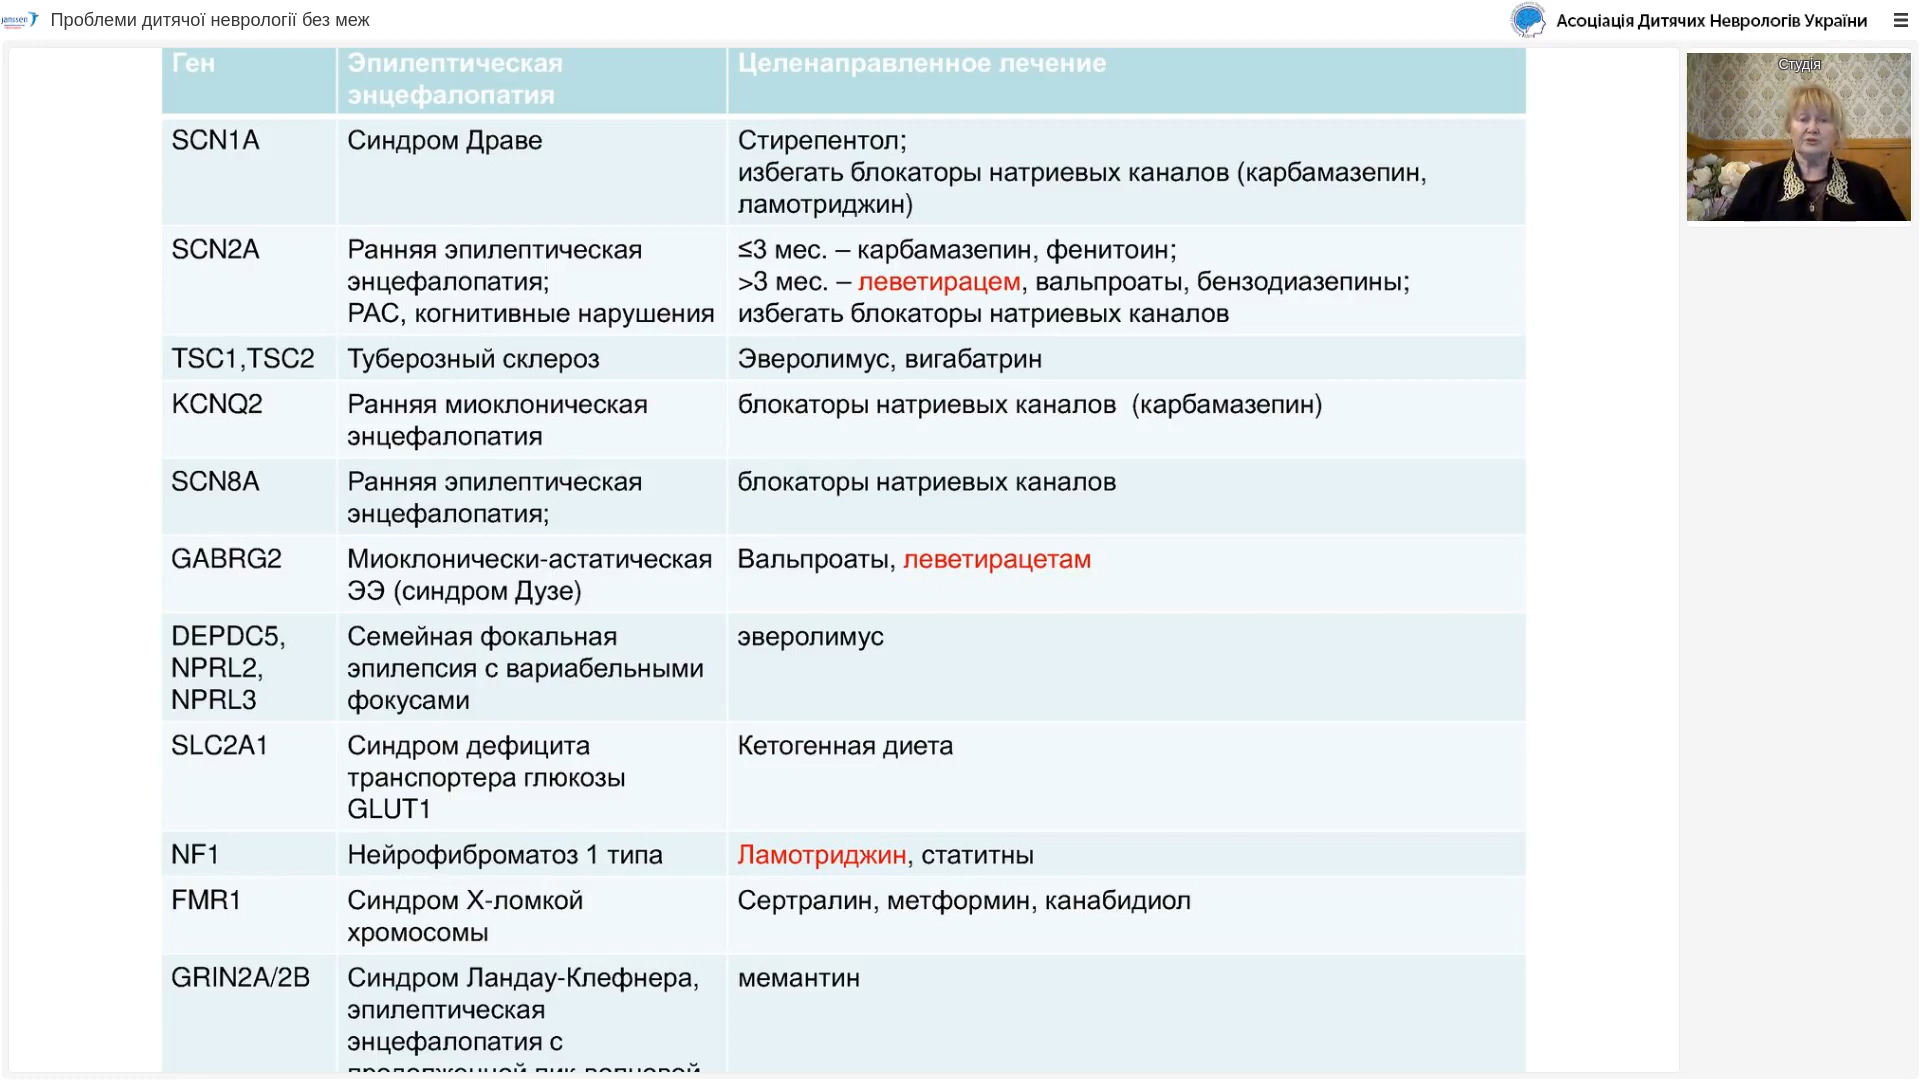 janssen
Проблеми дитячої неврології без меж
Асоціація Дитячих Неврологів України
Студія
Ген
Эпилептическая
энцефалопатия
Целенаправленное лечение
SCN1A
Синдром Драве
Стирепентол;
избегать блокаторы натриевых каналов (карбамазепин,
ламотриджин)
SCN2A
Ранняя эпилептическая
энцефалопатия;
РАС, когнитивные нарушения
≤3 мес. – карбамазепин, фенитоин;
>3 мес. – леветирацем, вальпроаты, бензодиазепины;
избегать блокаторы натриевых каналов
TSC1,TSC2
Туберозный склероз
Эверолимус, вигабатрин
KCNQ2
Ранняя миоклоническая
энцефалопатия
блокаторы натриевых каналов (карбамазепин)
SCN8A
Ранняя эпилептическая
энцефалопатия;
блокаторы натриевых каналов
GABRG2
Миоклонически-астатическая
ЭЭ (синдром Дузе)
Вальпроаты, леветирацетам
DEPDC5,
NPRL2,
NPRL3
Семейная фокальная
эпилепсия с вариабельными
фокусами
эверолимус
SLC2A1
Синдром дефицита
транспортера глюкозы
GLUT1
Кетогенная диета
NF1
Нейрофиброматоз 1 типа
Ламотриджин, статитны
FMR1
Синдром Х-ломкой
хромосомы
Сертралин, метформин, канабидиол
GRIN2A/2B
Синдром Ландау-Клефнера,
эпилептическая
энцефалопатия с
продолженной пик-волновой
мемантин